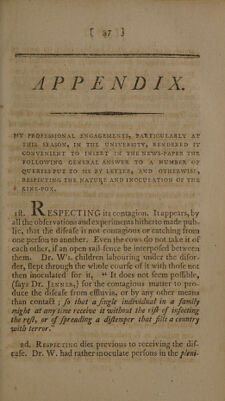 [ 27 ]
APPENDIX.
MY PROFESSIONAL ENGAGEMENTS, PARTICULARLY AT
THIS SEASON, IN THE UNIVERSITY, RENDERED IT
CONVENIENT TO INSERT IN THE NEWS-PAPER THE
FOLLOWING GENERAL ANSWER TO A NUMBER OF
QUERIES PUT TO ME BY LETTER, AND OTHERWISE,
RESPECTING THE NATURE AND INOCULATION OF THE
KINE-POX.
1st. RESPECTING its contagion. It appears, by
all the observations and experiments hitherto made pub-
lic, that the disease is not contagious or catching from
one person to another. Even the cows do not take it of
each other, if an open rail-fence be interposed between
them. Dr. W's. children labouring under the disor-
der, slept through the whole course of it with those not
then inoculated for it. "It does not seem possible,
(says Dr. JENNER,) for the contagious matter to pro-
duce the disease from effluvia, or by any other means
than contact; so that a single individual in a family
might at any time receive it without the risk of infecting
the rest, or of spreading a distemper that fills a country
with terror."
2d. RESPECTING diet previous to receiving the dis-
ease. Dr. W. had rather inoculate persons in the pleni-